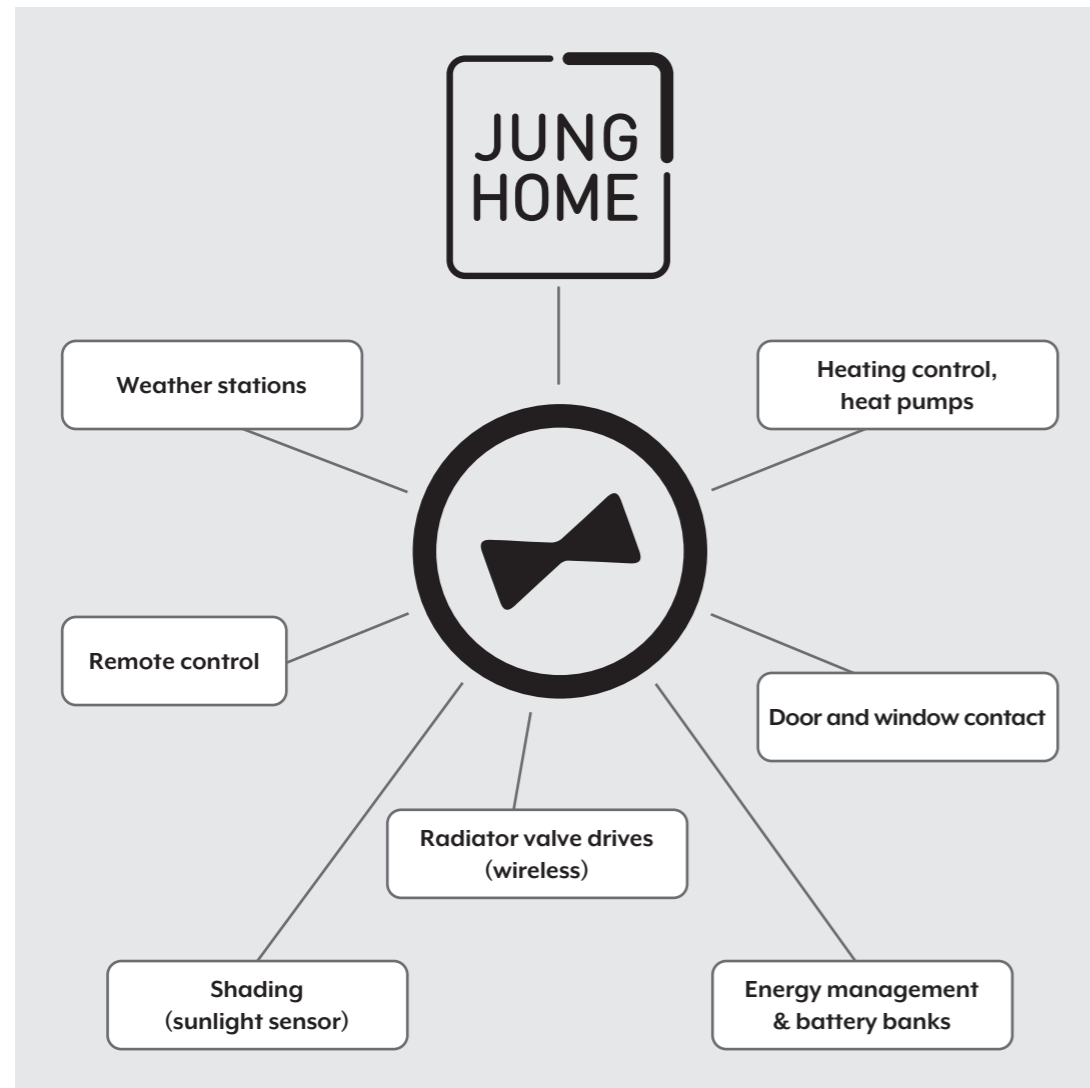 JUNG
HOME
Weather stations
Heating control,
heat pumps
Remote control
Door and window contact
Radiator valve drives
(wireless)
Shading
(sunlight sensor)
Energy management
& battery banks